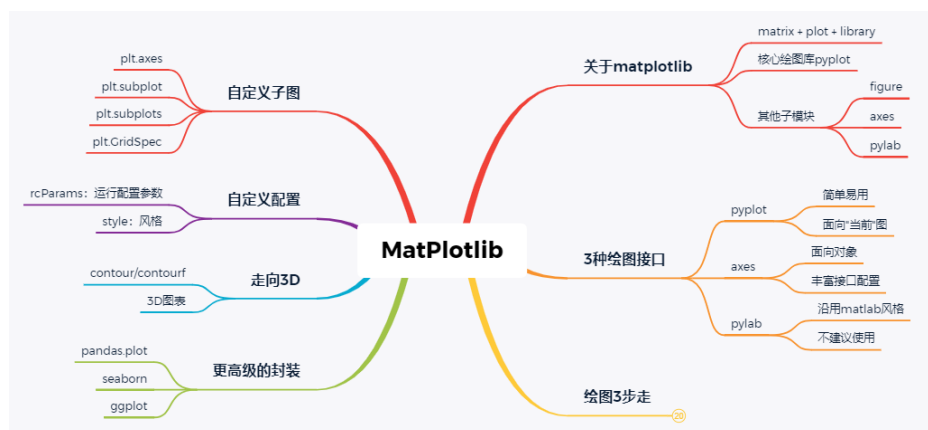 MatPlotlib
关于matplotlib
matrix + plot + library
核心绘图库pyplot
其他子模块
figure
axes
pylab
3种绘图接口
pyplot
简单易用
面向“当前”图
axes
面向对象
丰富接口配置
pylab
沿用matlab风格
不建议使用
绘图3步走
20
自定义子图
plt.axes
plt.subplot
plt.subplots
plt.GridSpec
自定义配置
rcParams：运行配置参数
style：风格
走向3D
contour/contourf
3D图表
更高级的封装
pandas.plot
seaborn
ggplot